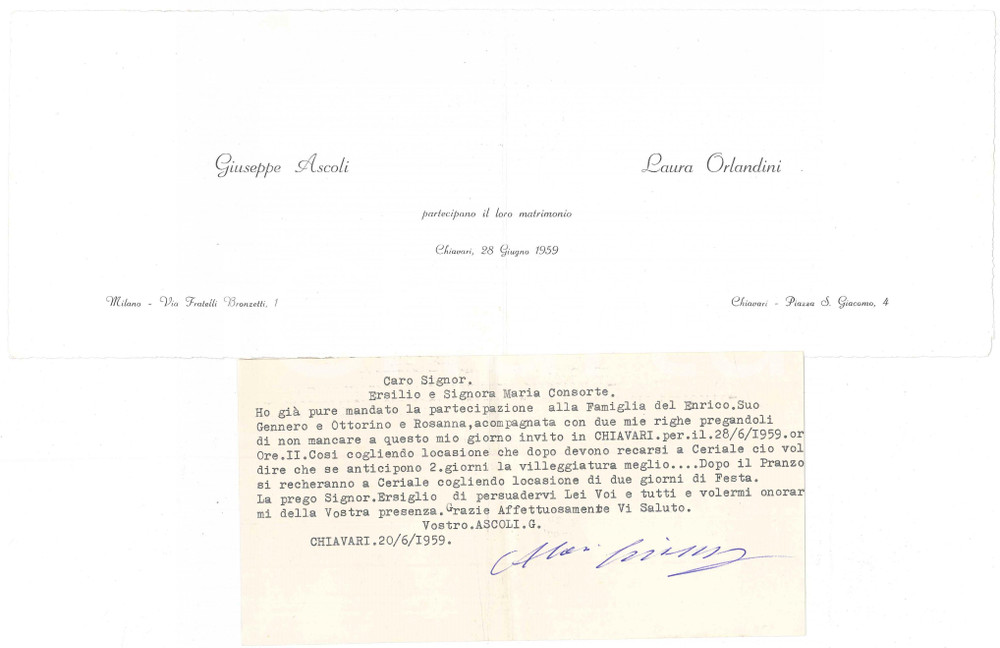 Giuseppe Ascoli
Laura Orlandini
partecipano il loro matrimonio
Chiavari, 28 Giugno 1959
Milano - Via Fratelli Bronzetti, 1
Chiavari - Piazza S. Giacomo, 4
Caro Signor.
Ersilio e Signora Maria Consorte.
Ho già pure mandato la partecipazione alla Famiglia del Enrico.Suo
Gennero e Ottorino e Rosanna,acompagnata con due mie righe pregandoli
di non mancare a questo mio giorno invito in CHIAVARI.per.il.28/6/I959.or
Ore.II.Cosi cogliendo locasione che dopo devono recarsi a Ceriale cio vol
dire che se anticipono 2.giorni la villeggiatura meglio....Dopo il Pranzo
si recheranno a Ceriale cogliendo locasione di due giorni di Festa.
La prego Signor.Ersiglio di persuadervi Lei Voi e tutti e volermi onorar
mi della Vostra presenza.Grazie Affettuosamente Vi Saluto.
Vostro.ASCOLI.G.
CHIAVARI.20/6/I959.